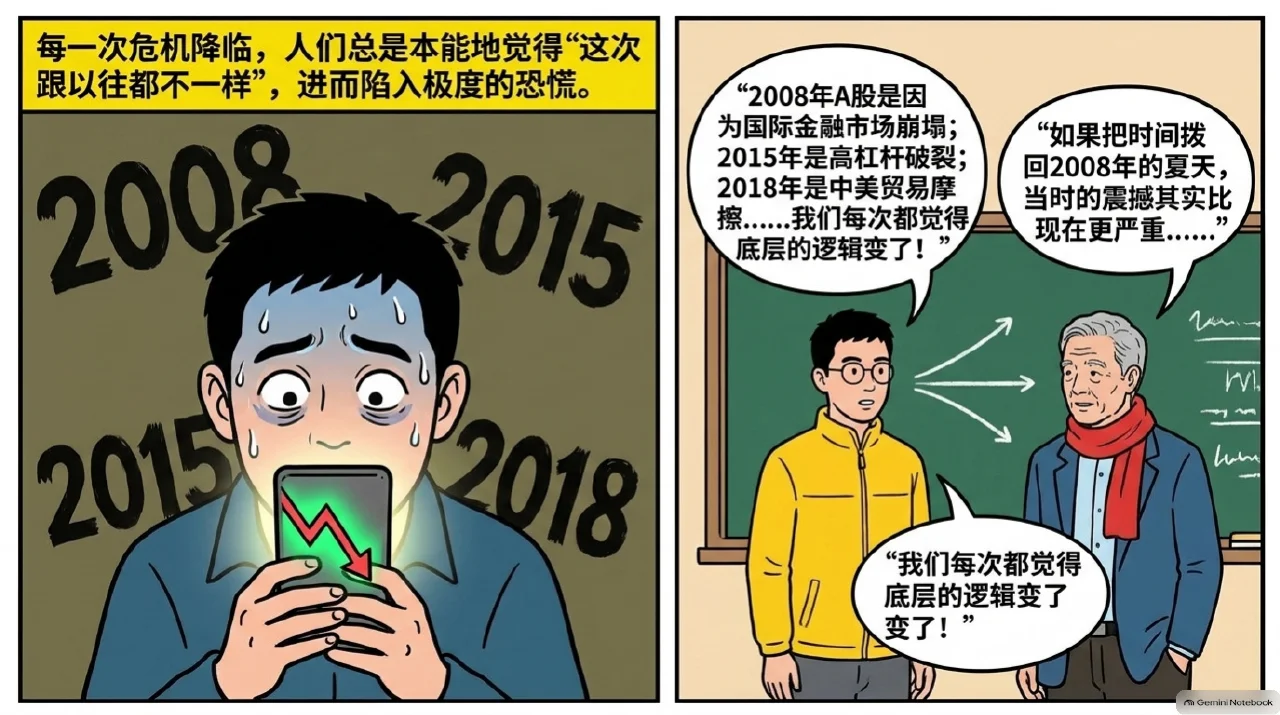 每一次危机降临，人们总是本能地觉得“这次
跟以往都不一样”，进而陷入极度的恐慌。
2008
2015
2015
2018
“2008年A股是因
为国际金融市场崩塌；
2015年是高杠杆破裂；
2018年是中美贸易摩
擦……我们每次都觉得
底层的逻辑变了！”
“如果把时间拨
回2008年的夏天，
当时的震撼其实比
现在更严重……”
“我们每次都觉得
底层的逻辑变了
变了！”
Gemini Notebook